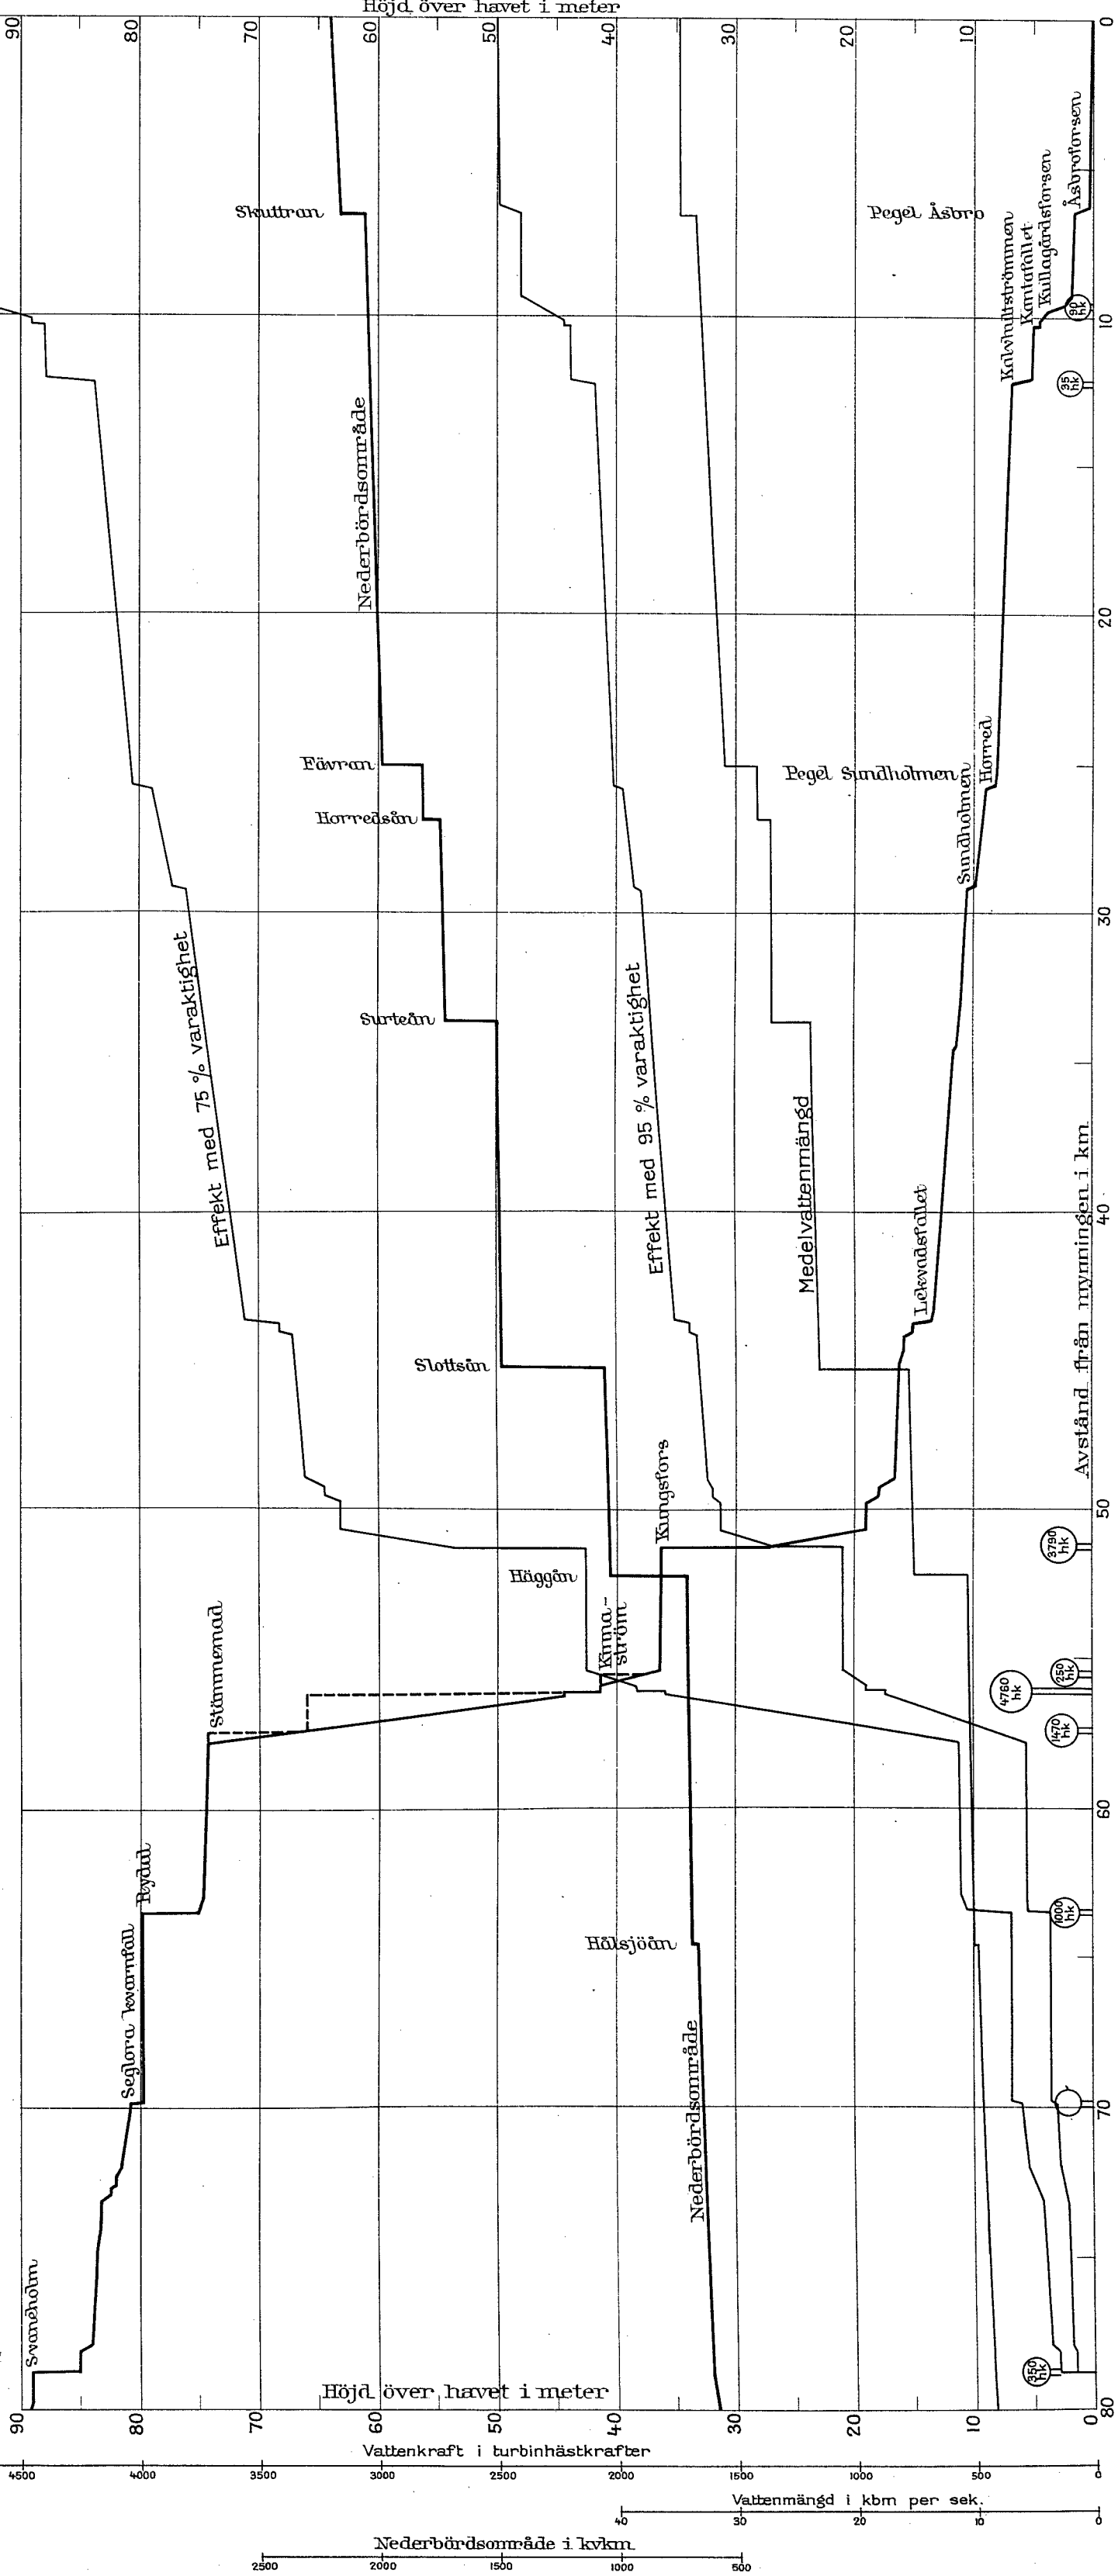 Höjd över havet i meter
90
80
70
60
50
40
30
20
10
0
Skuttran
Pegel Åsbro
Åsbroforsen
Kullagårdsforsen
Kantafallet
Kalvhultströmmen
90 hk
10
35 hk
Nederbördsområde
20
Fävran
Pegel Sundholmen
Horred
Horredsån
Sundholmen
30
Effekt med 75 % varaktighet
Effekt med 95 % varaktighet
Surteån
Medelvattenmängd
Lekvadsfallet
40
Avstånd från mynningen i km.
Slottsån
Kungsfors
50
3790 hk
Häggån
Kinna-
ström
Stämmemad
250 hk
4760 hk
1470 hk
60
Rydal
1000 hk
Hålsjöån
Seglora kvarnfall
Nederbördsområde
70
Svaneholm
350 hk
80
Höjd över havet i meter
90
80
70
60
50
40
30
20
10
0
Vattenkraft i turbinhästkrafter
4500
4000
3500
3000
2500
2000
1500
1000
500
0
Vattenmängd i kbm per sek.
40
30
20
10
0
Nederbördsområde i kvkm
2500
2000
1500
1000
500